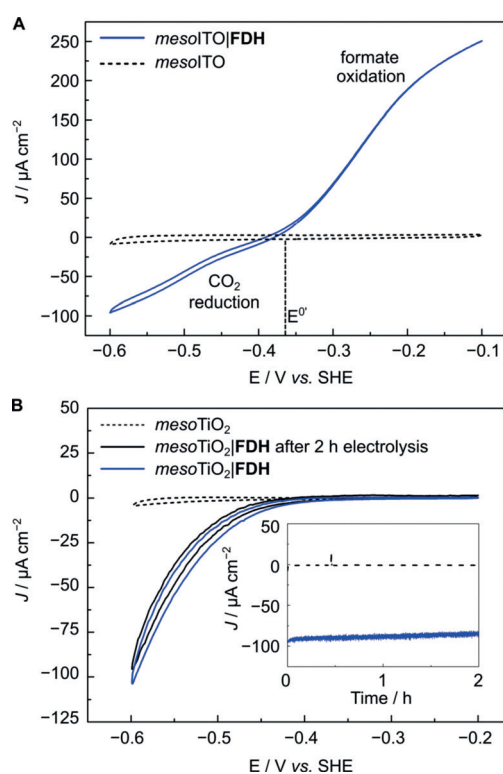 A
mesoITO|FDH
mesoITO
formate
oxidation
CO₂
reduction
E⁰'
250
200
150
100
50
0
−50
−100
J / µA cm⁻²
−0.6
−0.5
−0.4
−0.3
−0.2
−0.1
E / V vs. SHE
B
mesoTiO₂
mesoTiO₂|FDH after 2 h electrolysis
mesoTiO₂|FDH
50
25
0
−25
−50
−75
−100
−125
J / µA cm⁻²
50
0
−50
−100
J / µA cm⁻²
0
1
2
Time / h
−0.6
−0.5
−0.4
−0.3
−0.2
E / V vs. SHE